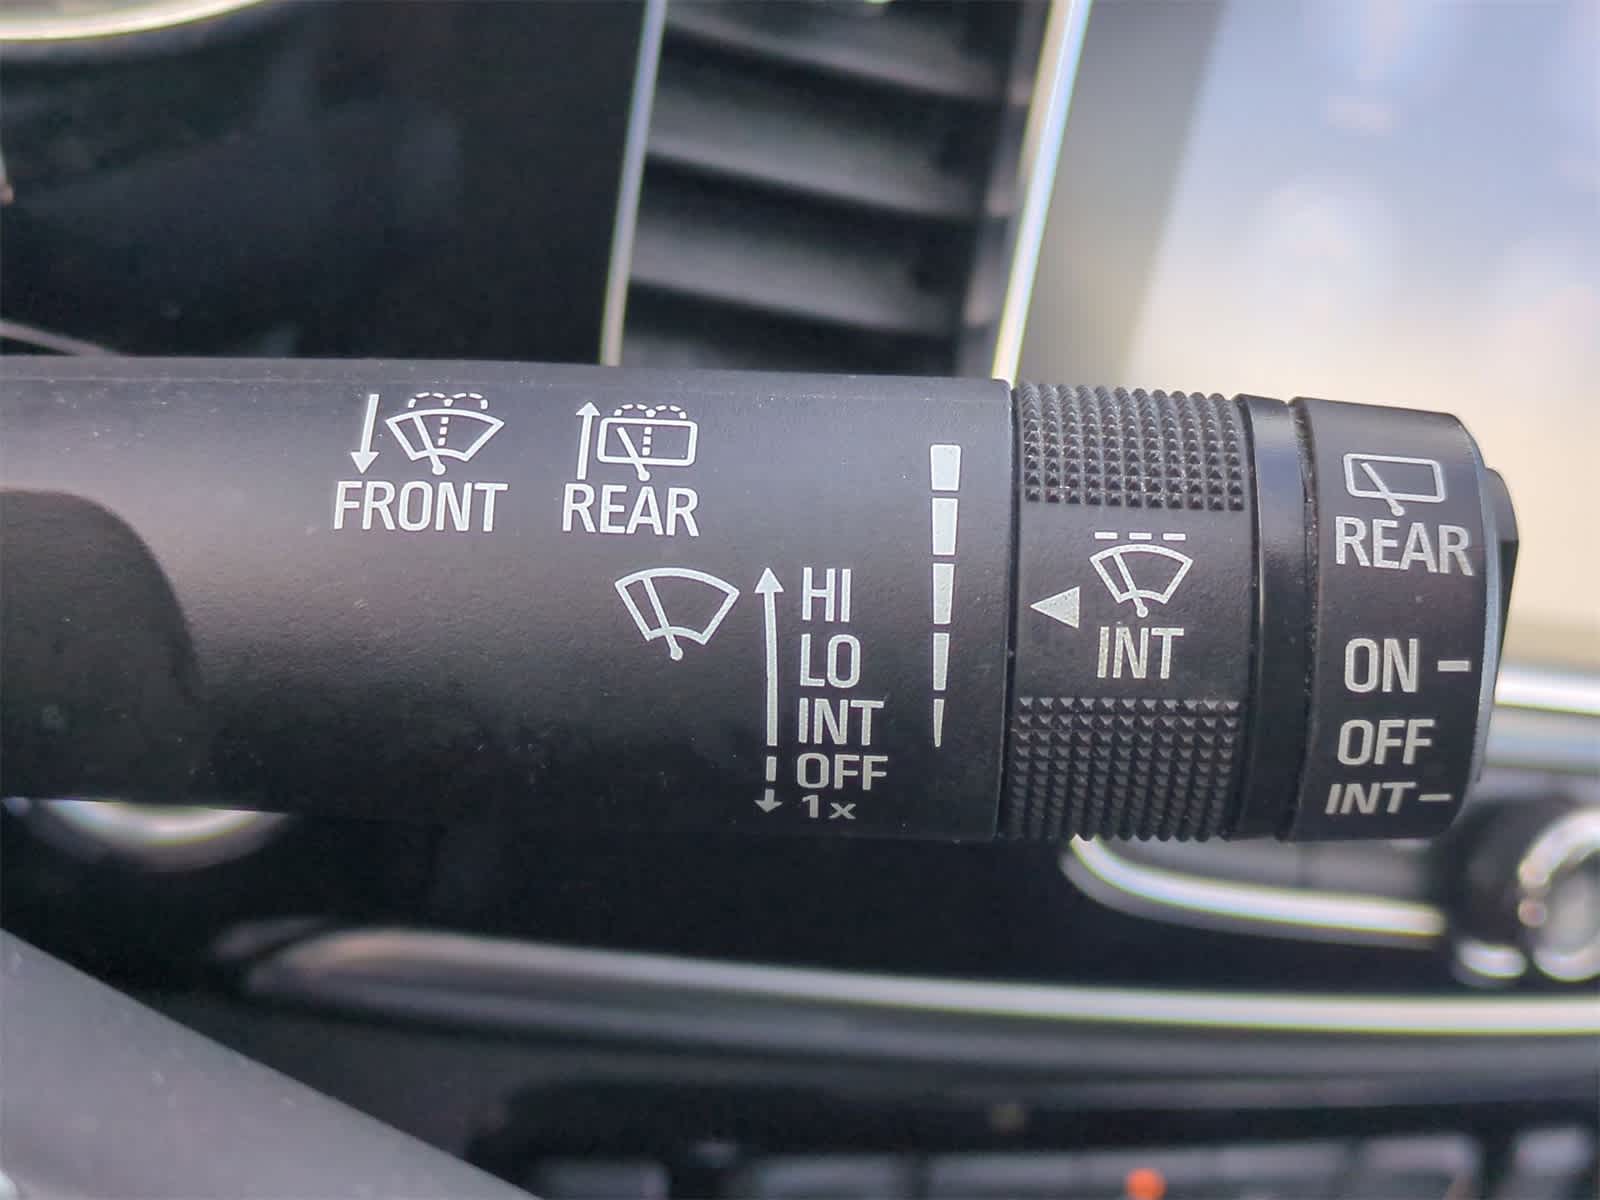 FRONT
REAR
HI
LO
INT
OFF
1x
INT
REAR
ON
OFF
INT